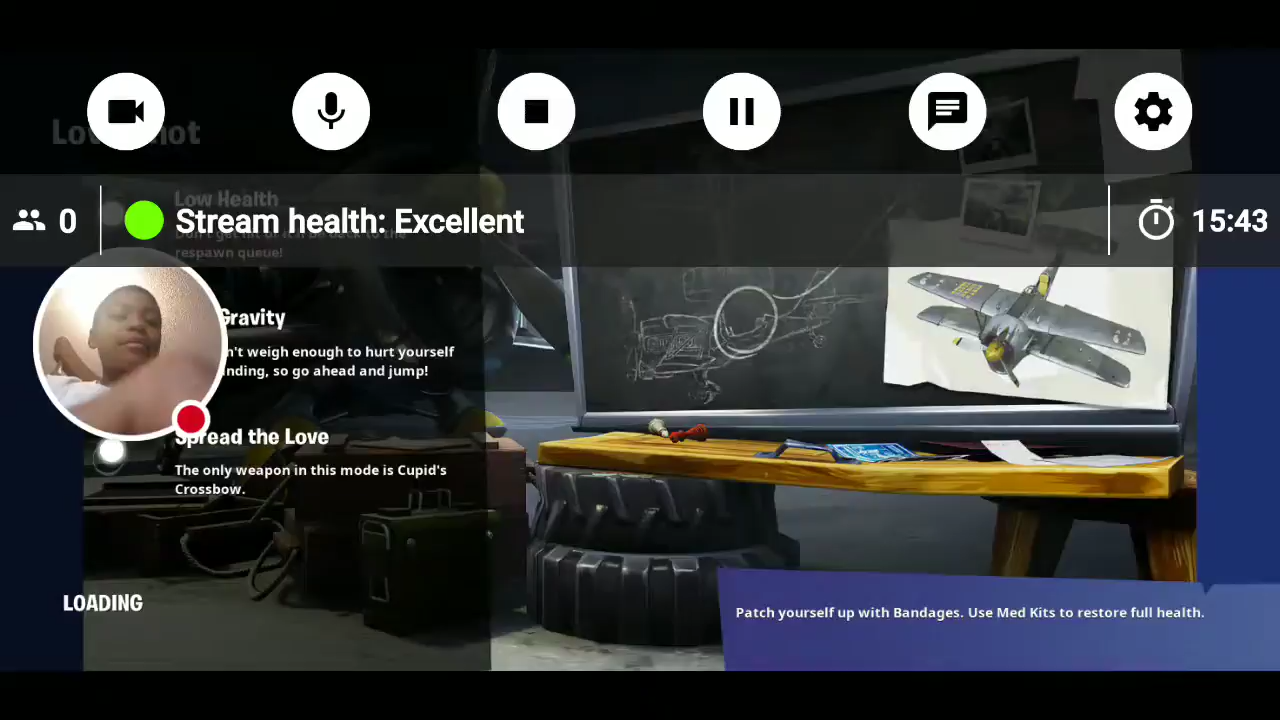 Low Health
0
Stream health: Excellent
15:43
respawn queue!
Gravity
n't weigh enough to hurt yourself
nding, so go ahead and jump!
Spread the Love
The only weapon in this mode is Cupid's
Crossbow.
LOADING
Patch yourself up with Bandages. Use Med Kits to restore full health.